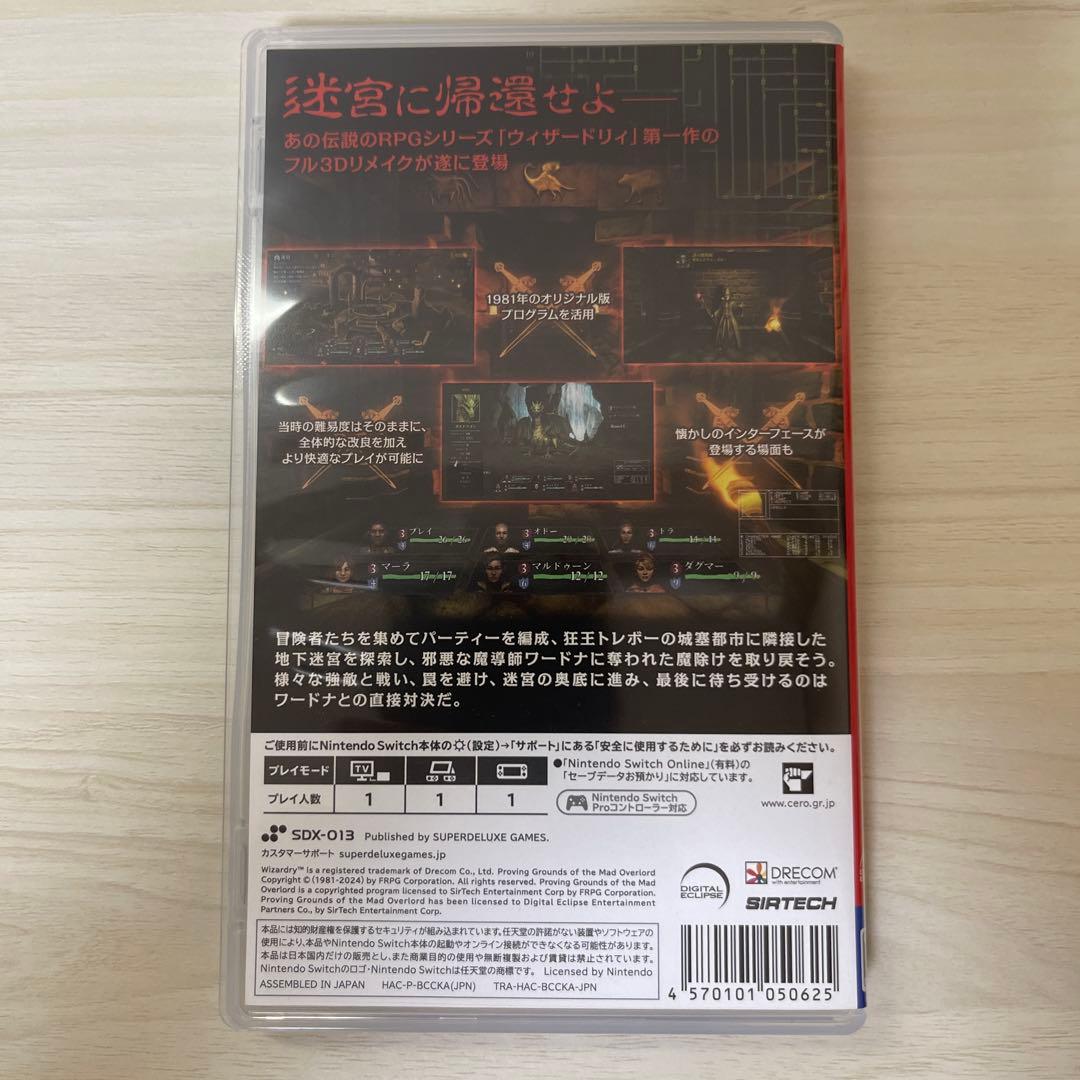 迷宮に帰還せよ──
あの伝説のRPGシリーズ「ウィザードリィ」第一作の
フル3Dリメイクが遂に登場
1981年のオリジナル版
プログラムを活用
当時の難易度はそのままに、
全体的な改良を加え
より快適なプレイが可能に
懐かしのインターフェースが
登場する場面も
3 プレイ 26/26
3 オドー 20/20
3 トラ 14/14
3 マーラ 17/17
4
3 マルドゥーン 12/12
6
3 ダグマー 9/9
冒険者たちを集めてパーティーを編成、狂王トレボーの城塞都市に隣接した
地下迷宮を探索し、邪悪な魔導師ワードナに奪われた魔除けを取り戻そう。
様々な強敵と戦い、罠を避け、迷宮の奥底に進み、最後に待ち受けるのは
ワードナとの直接対決だ。
ご使用前にNintendo Switch本体の(設定)→「サポート」にある「安全に使用するために」を必ずお読みください。
プレイモード TV
プレイ人数 1 1 1
●「Nintendo Switch Online」(有料)の
「セーブデータお預かり」に対応しています。
Nintendo Switch
Proコントローラー対応
www.cero.gr.jp
SDX-013 Published by SUPERDELUXE GAMES.
カスタマーサポート superdeluxegames.jp
Wizardry™ is a registered trademark of Drecom Co., Ltd. Proving Grounds of the Mad Overlord
Copyright © (1981-2024) by FRPG Corporation. All rights reserved. Proving Grounds of the Mad
Overlord is a copyrighted program licensed to SirTech Entertainment Corp by FRPG Corporation.
Proving Grounds of the Mad Overlord has been licensed to Digital Eclipse Entertainment
Partners Co., by SirTech Entertainment Corp.
DIGITAL
ECLIPSE
DRECOM
with entertainment
SIRTECH
本品には知的財産権を保護するセキュリティが組み込まれています。任天堂の許諾がない装置やソフトウェアの
使用により、本品やNintendo Switch本体の起動やオンライン接続ができなくなる可能性があります。
本品は日本国内だけの販売とし、また商業目的の使用や無断複製および賃貸は禁止されています。
Nintendo Switchのロゴ・Nintendo Switchは任天堂の商標です。 Licensed by Nintendo
ASSEMBLED IN JAPAN HAC-P-BCCKA(JPN) TRA-HAC-BCCKA-JPN
4 570101 050625